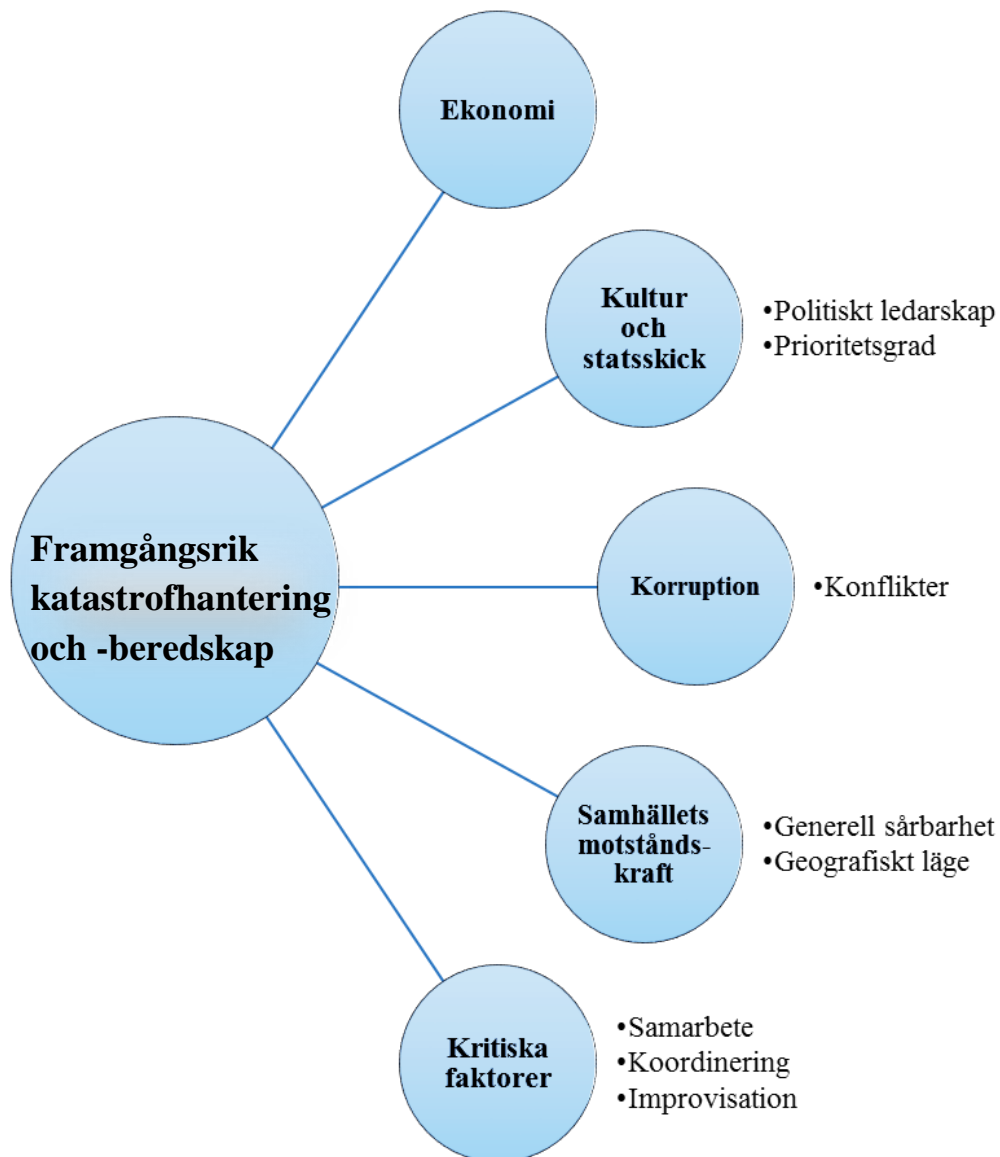 Ekonomi
Kultur
och
statsskick
•Politiskt ledarskap
•Prioritetsgrad
Framgångsrik
katastrofhantering
och -beredskap
Korruption
•Konflikter
Samhällets
motstånds-
kraft
•Generell sårbarhet
•Geografiskt läge
Kritiska
faktorer
•Samarbete
•Koordinering
•Improvisation